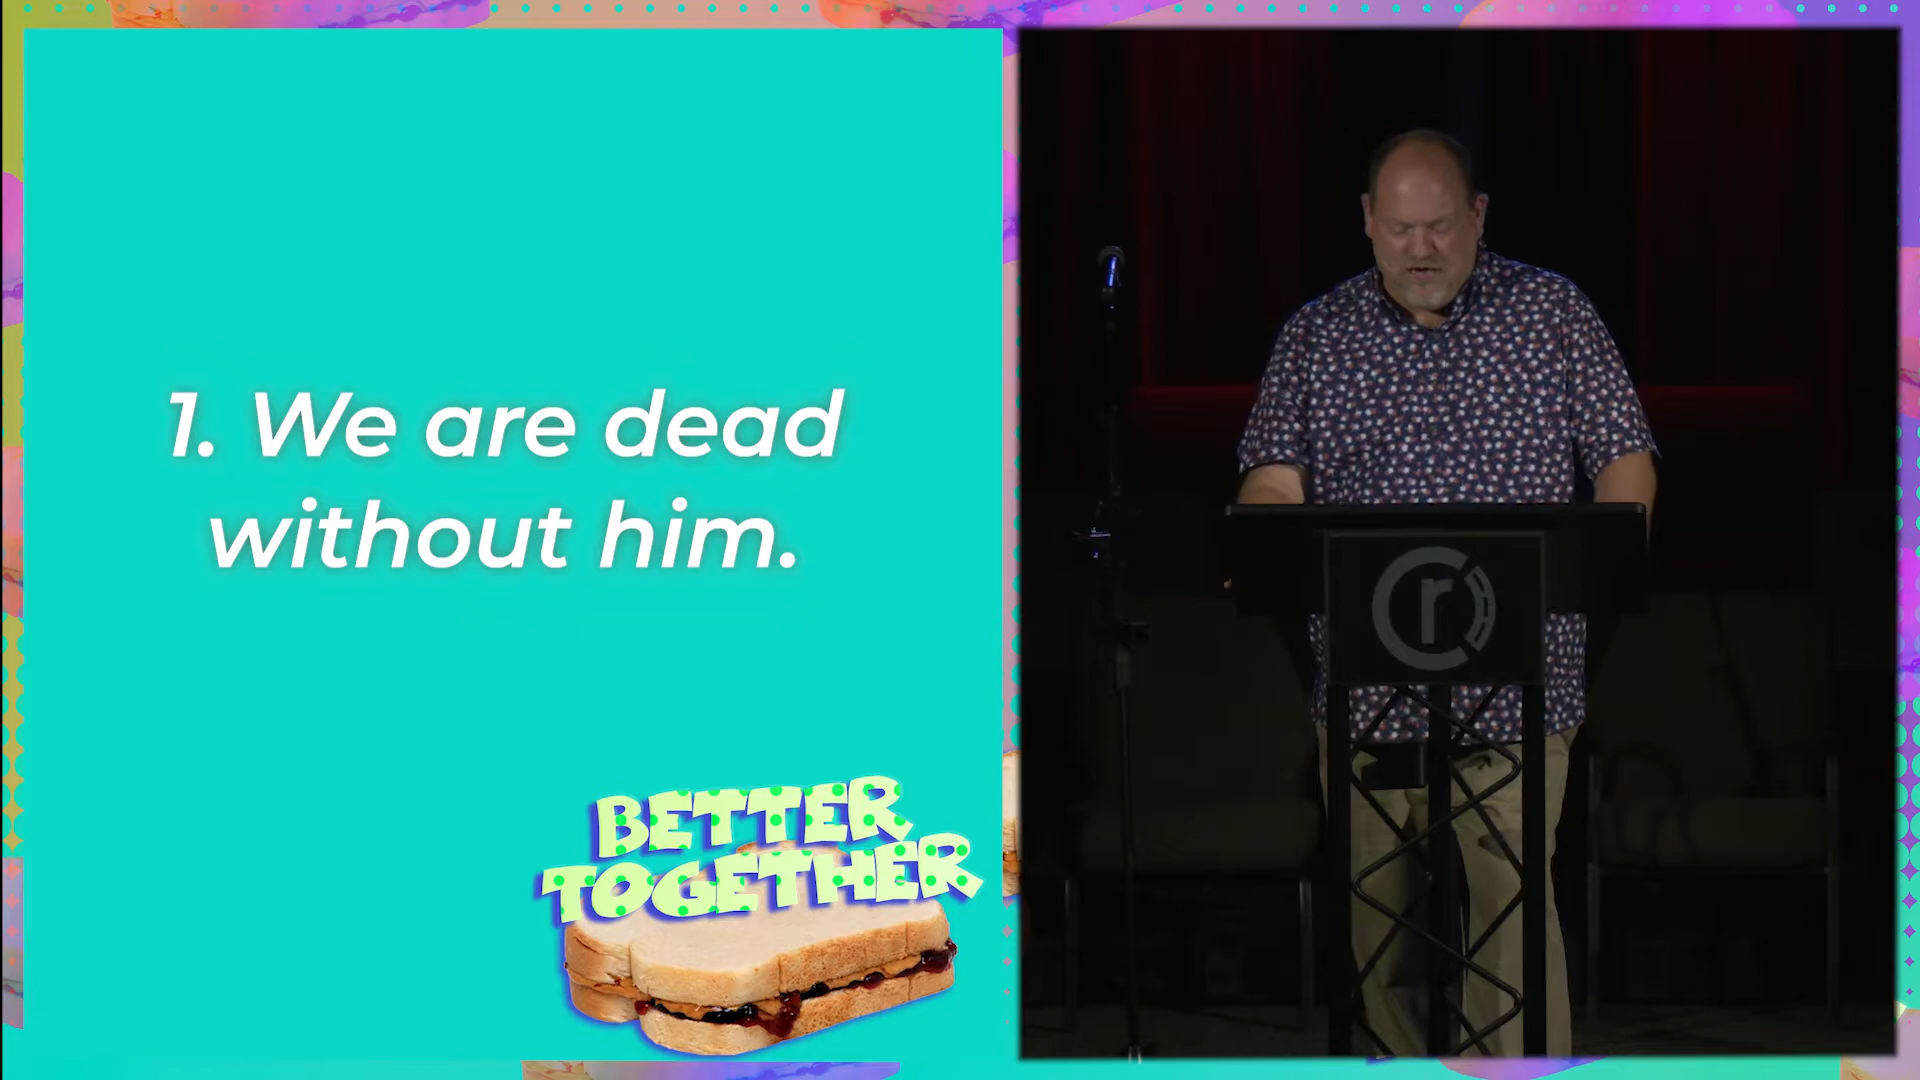 1. We are dead
without him.
BETTER
TOGETHER
r